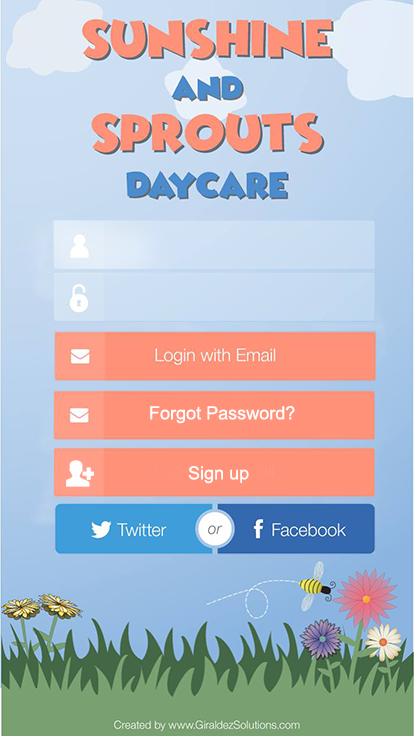 SUNSHINE
AND
SPROUTS
DAYCARE
Login with Email
Forgot Password?
Sign up
Twitter or Facebook
Created by www.GiraldezSolutions.com